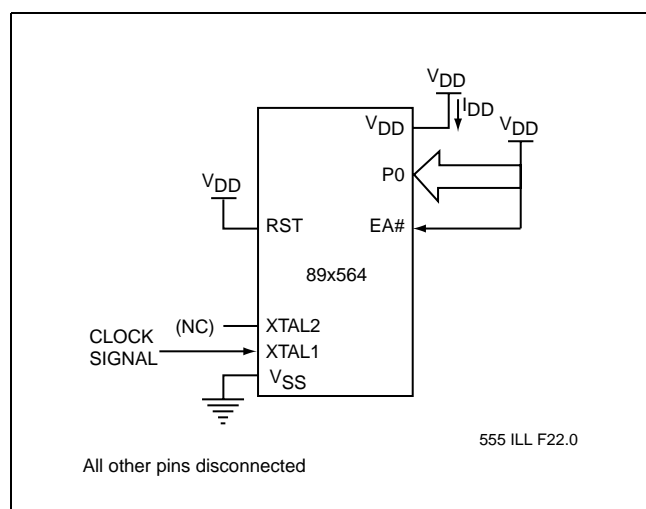 VDD
IDD
VDD
VDD
P0
VDD
RST
EA#
89x564
(NC)
XTAL2
CLOCK
SIGNAL
XTAL1
VSS
555 ILL F22.0
All other pins disconnected